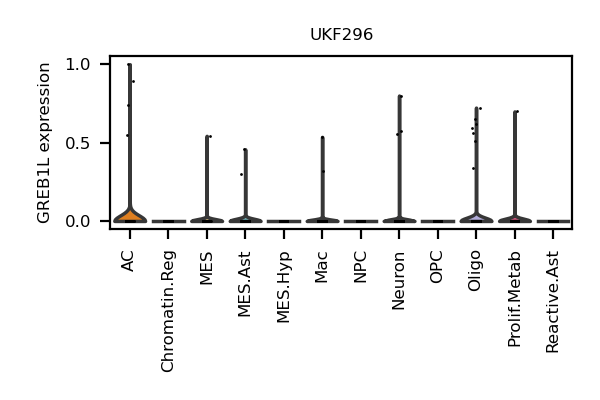 UKF296
GREB1L expression
1.0
0.5
0.0
AC
Chromatin.Reg
MES
MES.Ast
MES.Hyp
Mac
NPC
Neuron
OPC
Oligo
Prolif.Metab
Reactive.Ast